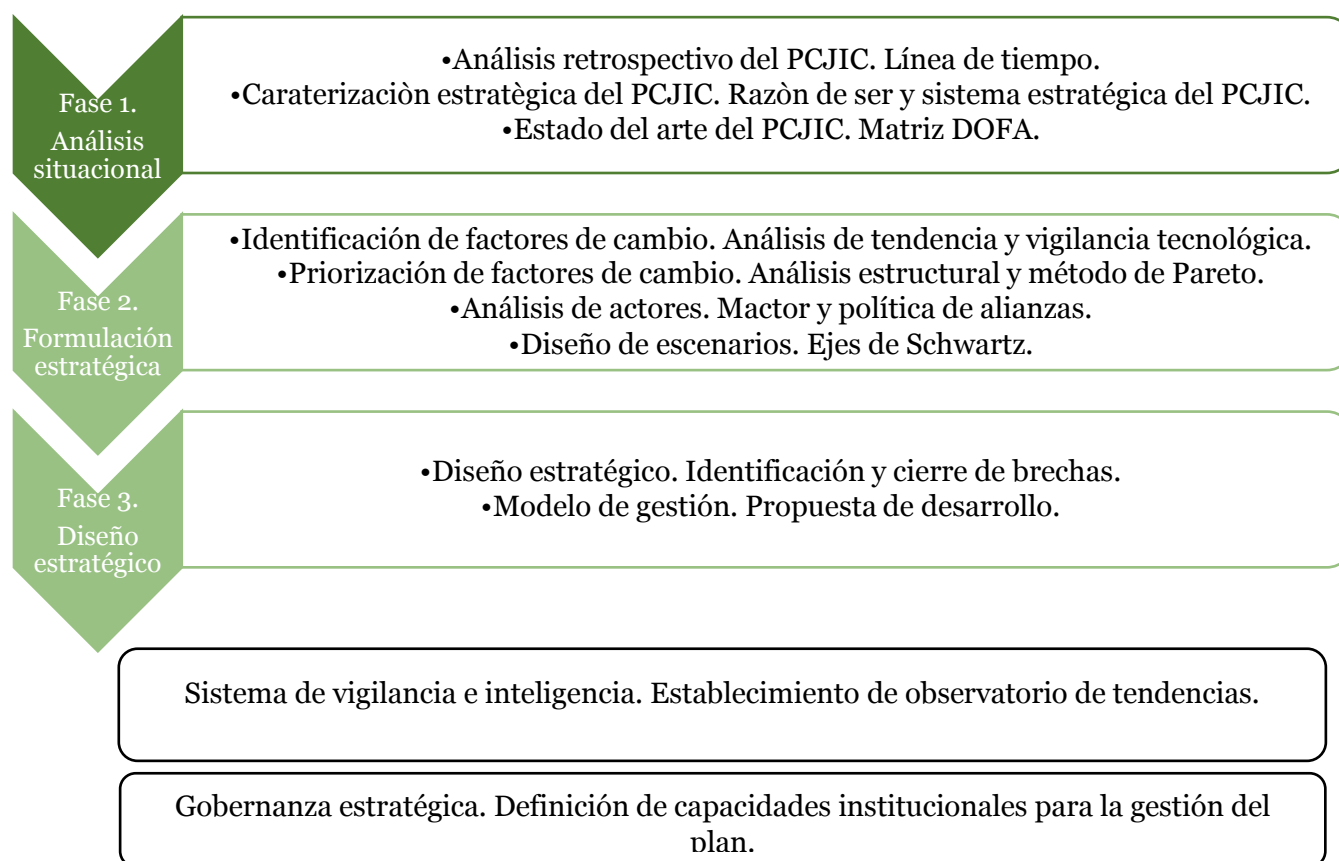 Fase 1.
Análisis
situacional
•Análisis retrospectivo del PCJIC. Línea de tiempo.
•Caraterizaciòn estratègica del PCJIC. Razòn de ser y sistema estratégica del PCJIC.
•Estado del arte del PCJIC. Matriz DOFA.
Fase 2.
Formulación
estratégica
•Identificación de factores de cambio. Análisis de tendencia y vigilancia tecnológica.
•Priorización de factores de cambio. Análisis estructural y método de Pareto.
•Análisis de actores. Mactor y política de alianzas.
•Diseño de escenarios. Ejes de Schwartz.
Fase 3.
Diseño
estratégico
•Diseño estratégico. Identificación y cierre de brechas.
•Modelo de gestión. Propuesta de desarrollo.
Sistema de vigilancia e inteligencia. Establecimiento de observatorio de tendencias.
Gobernanza estratégica. Definición de capacidades institucionales para la gestión del
plan.